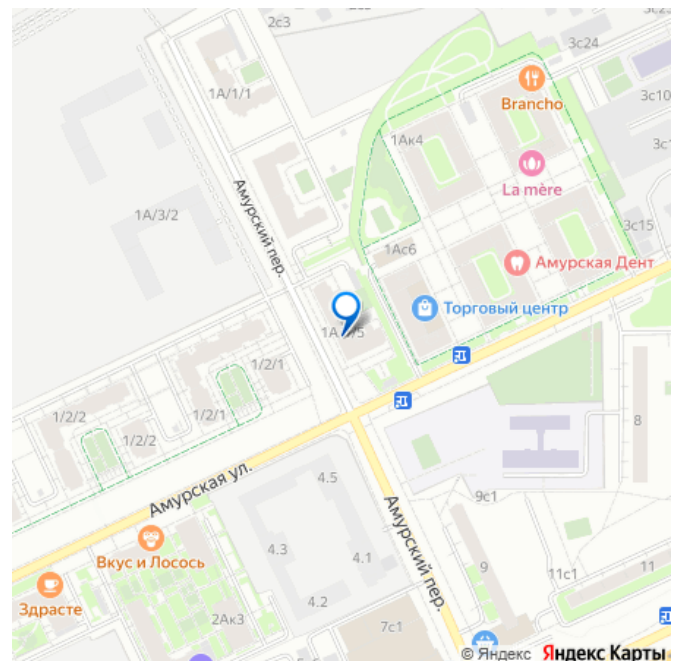 2с3
3с24
1А/1/1
Brancho
3с10
1Ак4
La mère
Амурский пер.
1А/3/2
3с15
1Ас6
Амурская Дент
Торговый центр
1/2/1
1/2/2
1/2/1
8
1/2/2
4.5
Амурская ул.
9с1
Вкус и Лосось
4.3
4.1
Амурский пер.
9
11с1
11
Здрасте
4.2
2Ак3
7с1
© Яндекс Яндекс Карты